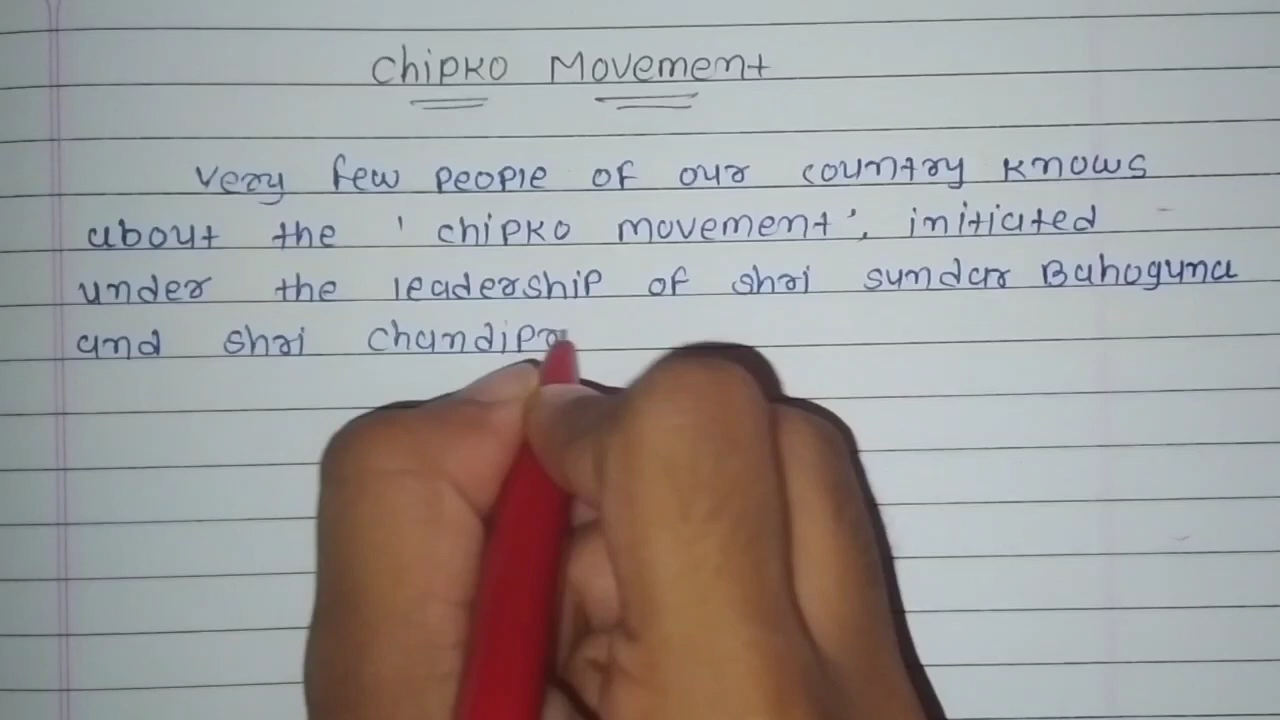 Chipko Movement
Very few people of our country knows
about the ' chipko movement', initiated
under the leadership of shri sundar Bahoguna
and shri chandipr